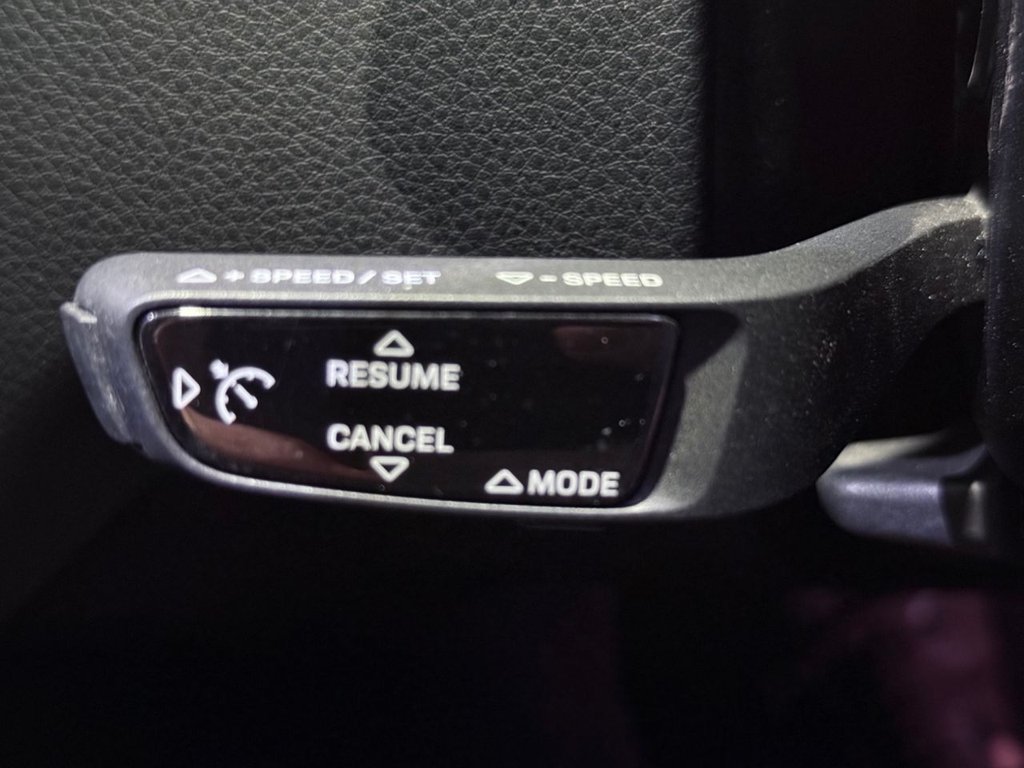 + SPEED / SET - SPEED
RESUME
CANCEL
MODE